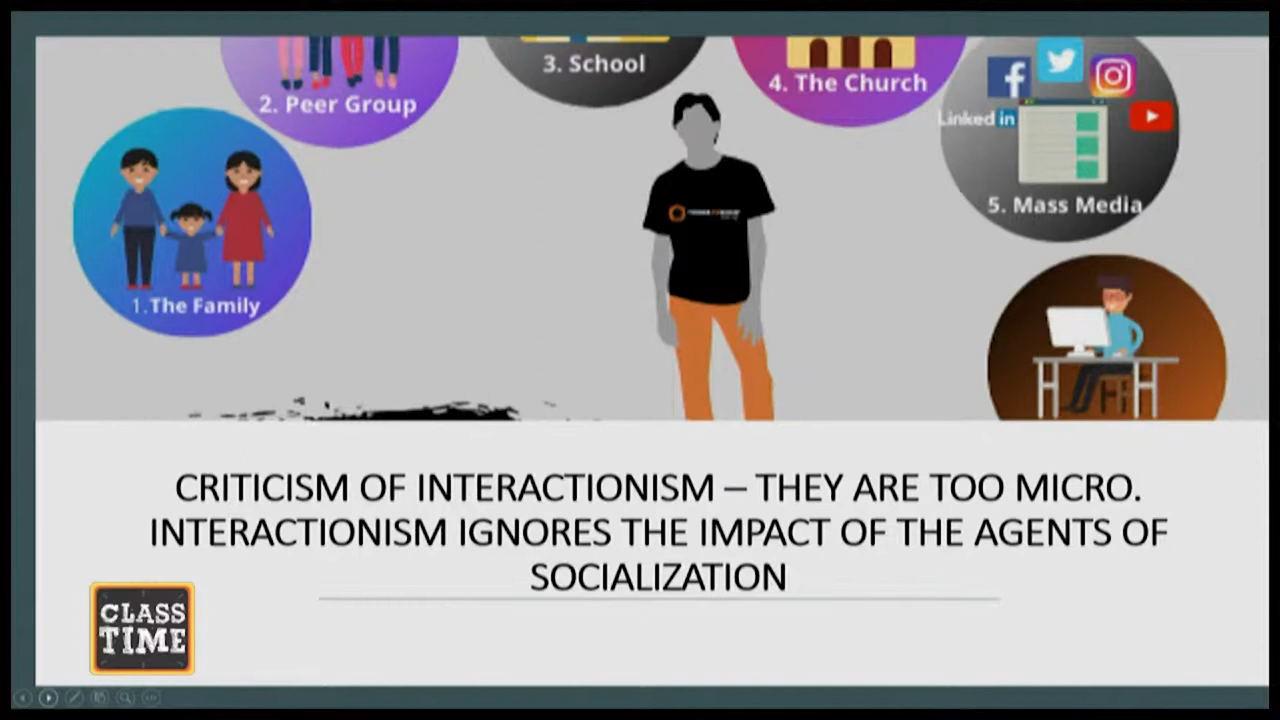 3. School
4. The Church
2. Peer Group
Linked in
5. Mass Media
1.The Family
CRITICISM OF INTERACTIONISM – THEY ARE TOO MICRO.
INTERACTIONISM IGNORES THE IMPACT OF THE AGENTS OF
SOCIALIZATION
CLASS
TIME